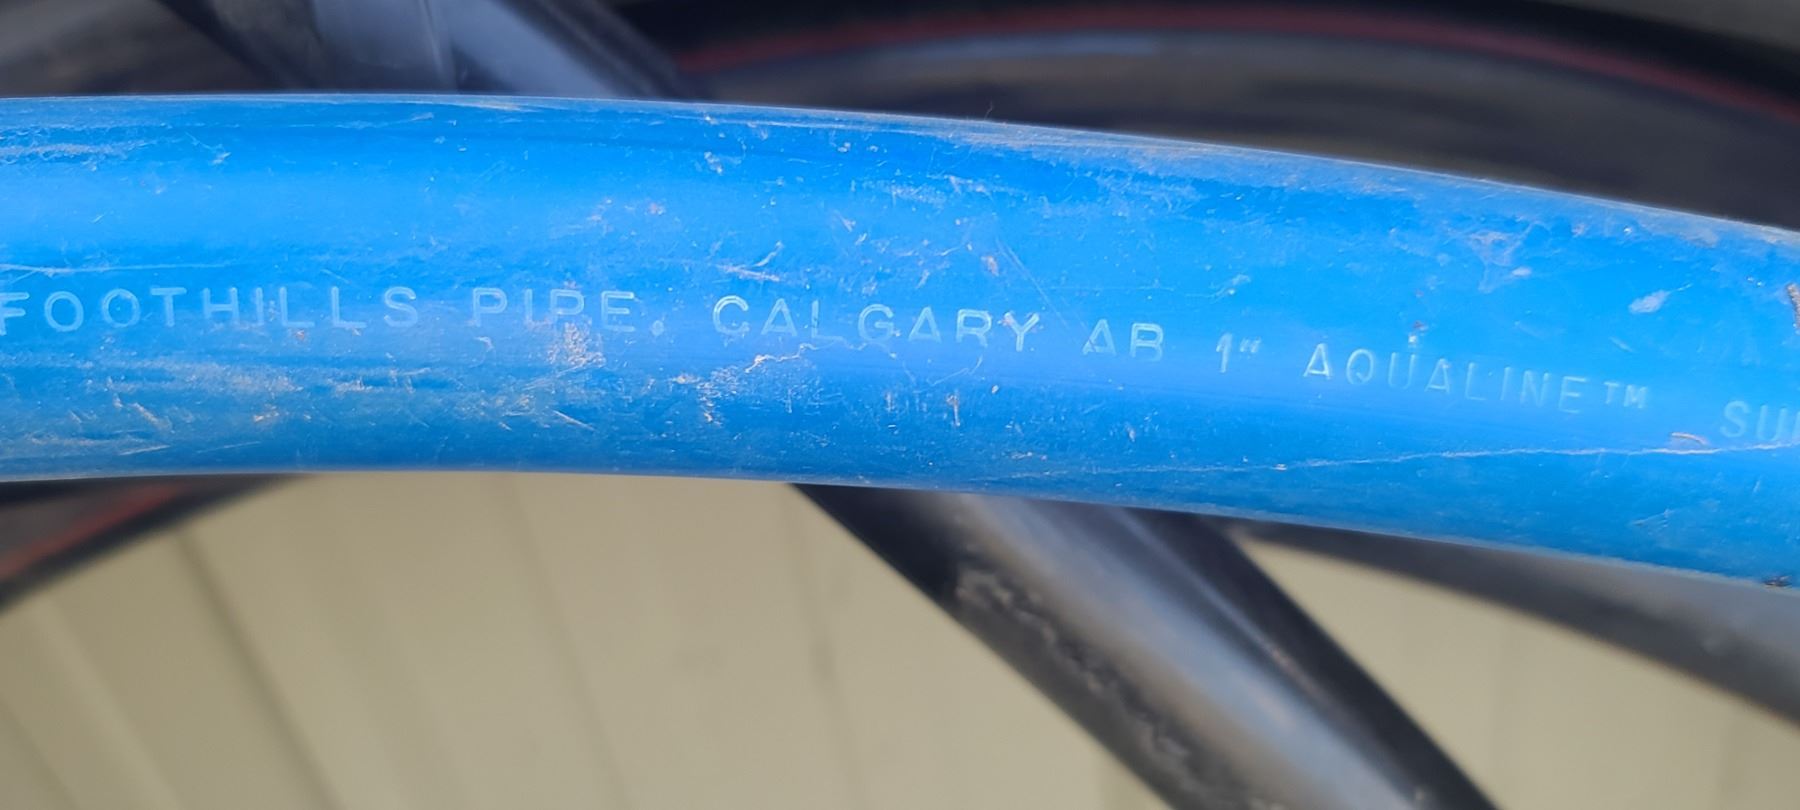 FOOTHILLS PIPE. CALGARY AB 1" AQUALINE™